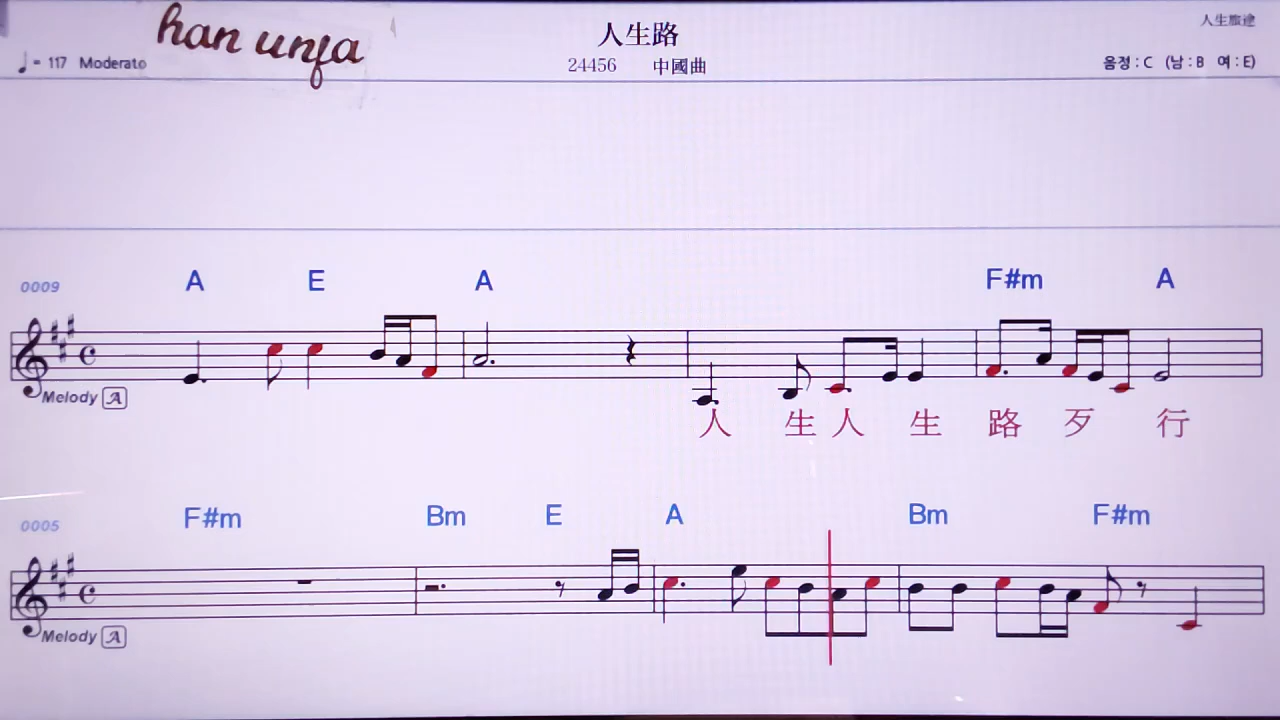 han unfa
人生路
人生旅途
♩= 117 Moderato
24456 中國曲
음정 : C (남 : B 여 : E)
A E A F#m A
0009
Melody A
人 生 人 生 路 歹 行
F#m Bm E A Bm F#m
0005
Melody A